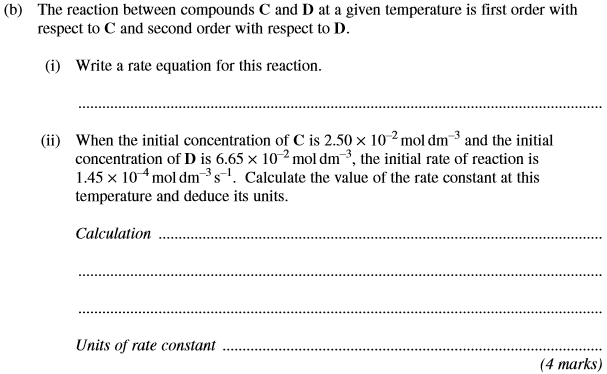 (b) The reaction between compounds C and D at a given temperature is first order with
respect to C and second order with respect to D.
(i) Write a rate equation for this reaction.
(ii) When the initial concentration of C is 2.50 × 10⁻² mol dm⁻³ and the initial
concentration of D is 6.65 × 10⁻² mol dm⁻³, the initial rate of reaction is
1.45 × 10⁻⁴ mol dm⁻³ s⁻¹. Calculate the value of the rate constant at this
temperature and deduce its units.
Calculation
Units of rate constant
(4 marks)